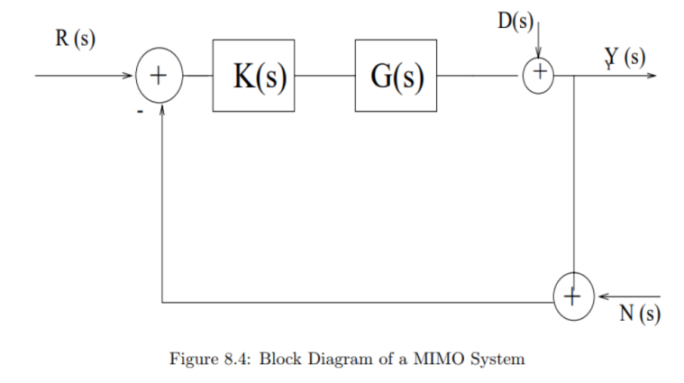 D(s)
R (s)
Y (s)
+
K(s)
G(s)
+
-
+
N (s)
Figure 8.4: Block Diagram of a MIMO System